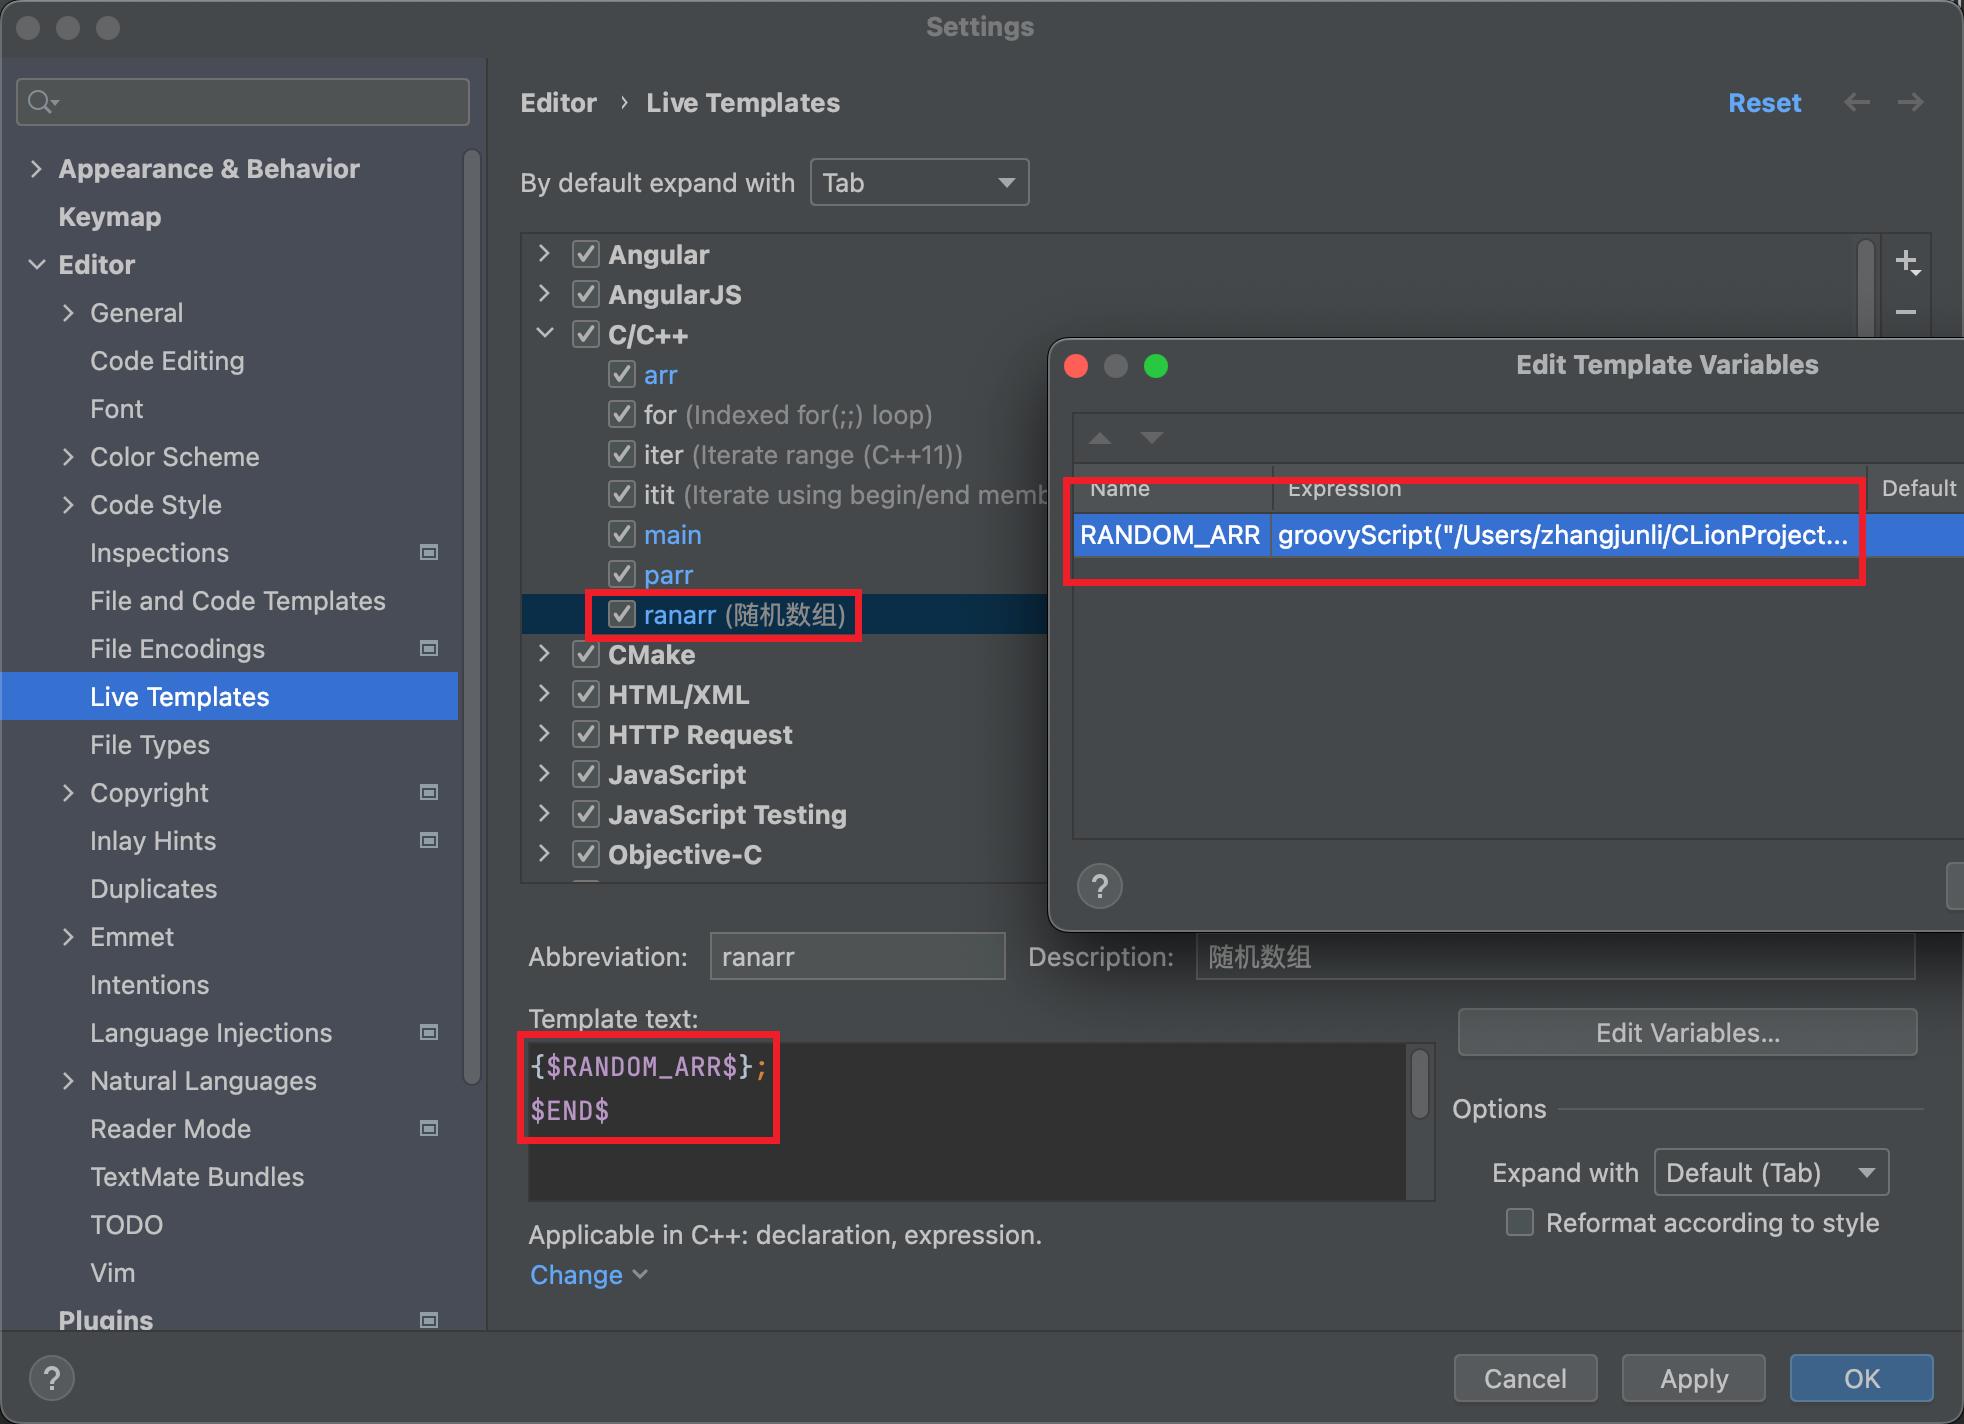 Settings
Appearance & Behavior
Keymap
Editor
General
Code Editing
Font
Color Scheme
Code Style
Inspections
File and Code Templates
File Encodings
Live Templates
File Types
Copyright
Inlay Hints
Duplicates
Emmet
Intentions
Language Injections
Natural Languages
Reader Mode
TextMate Bundles
TODO
Vim
Plugins
Editor › Live Templates
Reset
By default expand with Tab
Angular
AngularJS
C/C++
arr
for (Indexed for(;;) loop)
iter (Iterate range (C++11))
itit (Iterate using begin/end memb
main
parr
ranarr (随机数组)
CMake
HTML/XML
HTTP Request
JavaScript
JavaScript Testing
Objective-C
Edit Template Variables
Name Expression Default
RANDOM_ARR groovyScript("/Users/zhangjunli/CLionProject...
?
Abbreviation: ranarr Description: 随机数组
Template text:
{$RANDOM_ARR$};
$END$
Edit Variables...
Options
Expand with Default (Tab)
Reformat according to style
Applicable in C++: declaration, expression.
Change
?
Cancel Apply OK